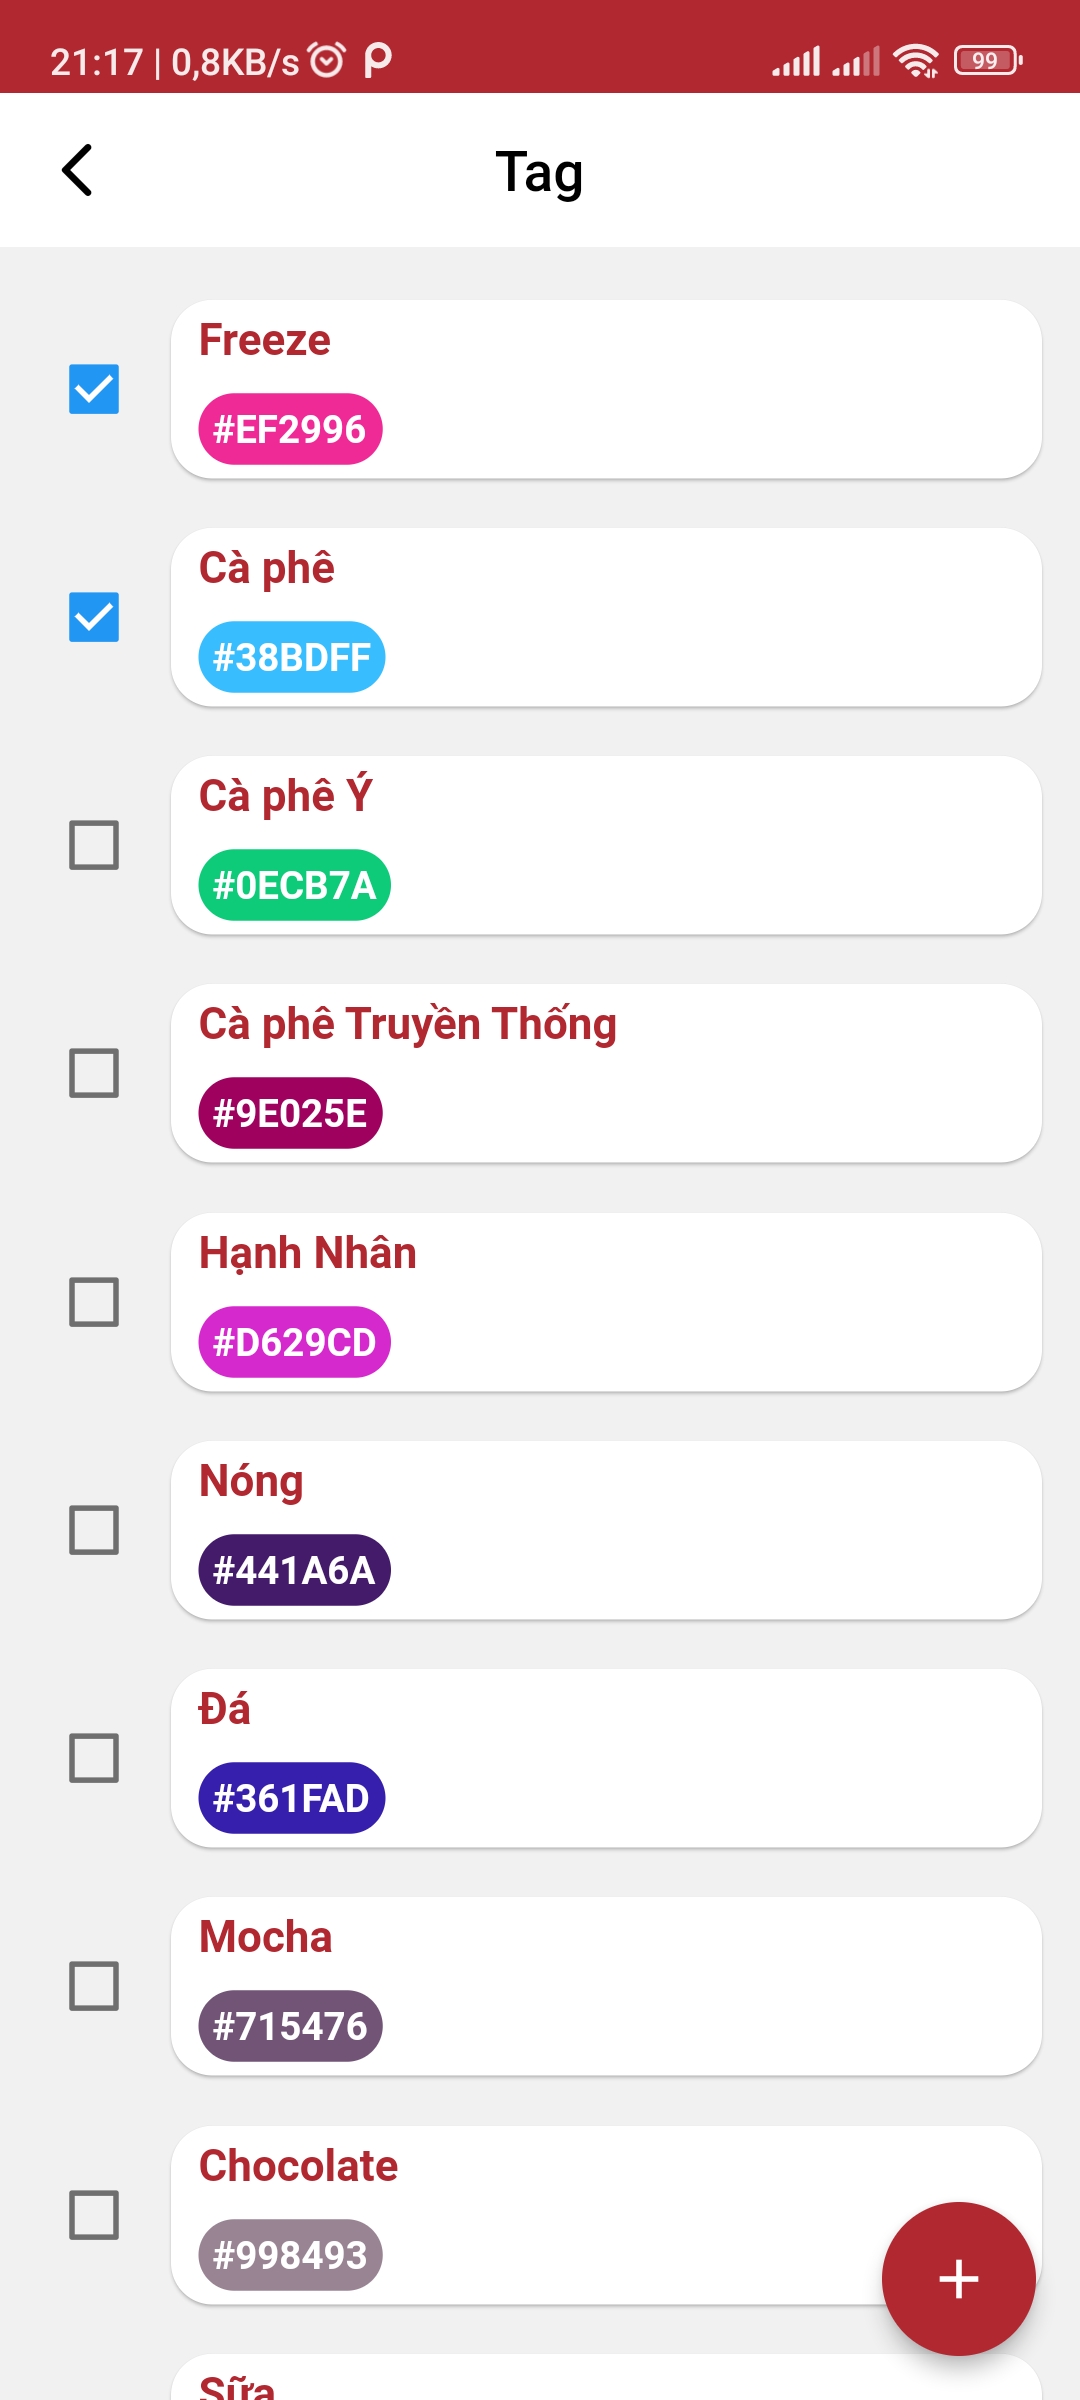 21:17 | 0,8KB/s
99
Tag
Freeze
#EF2996
Cà phê
#38BDFF
Cà phê Ý
#0ECB7A
Cà phê Truyền Thống
#9E025E
Hạnh Nhân
#D629CD
Nóng
#441A6A
Đá
#361FAD
Mocha
#715476
Chocolate
#998493
Sữa